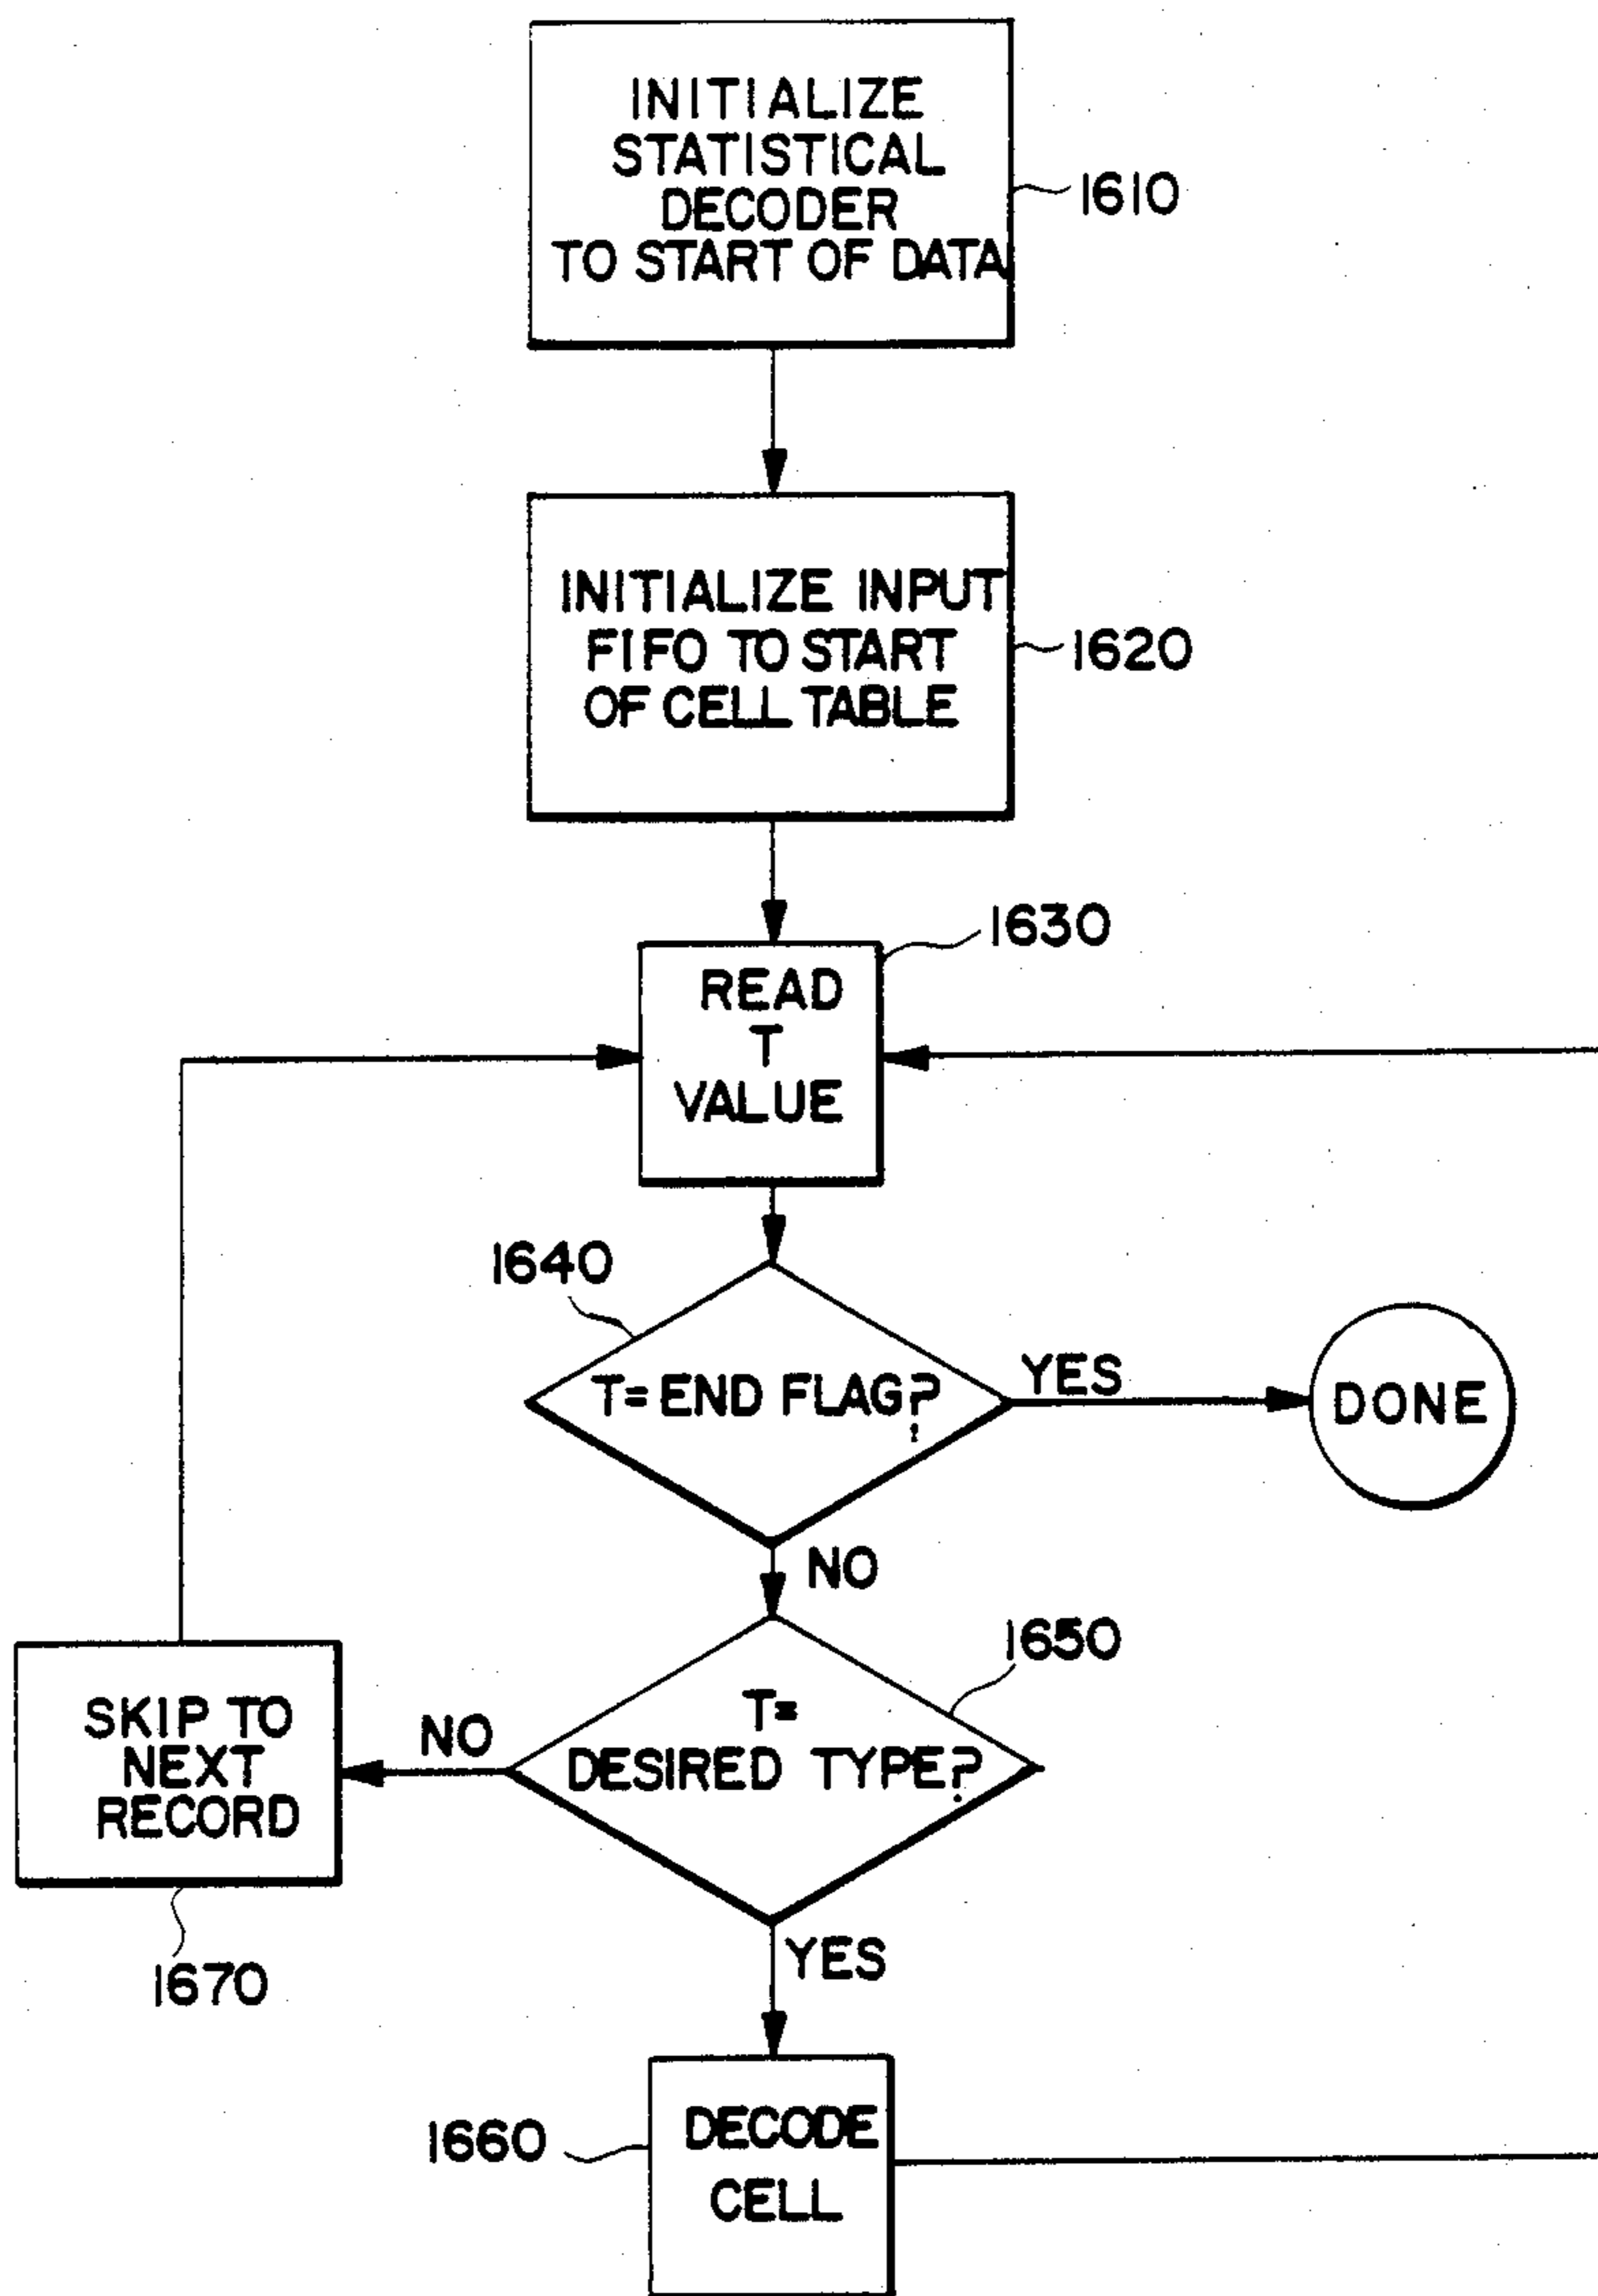 INITIALIZE
STATISTICAL
DECODER
TO START OF DATA
1610
INITIALIZE INPUT
FIFO TO START
OF CELL TABLE
1620
1630
READ
T
VALUE
1640
T= END FLAG?
YES
DONE
NO
1650
T=
DESIRED TYPE?
NO
SKIP TO
NEXT
RECORD
1670
YES
1660
DECODE
CELL